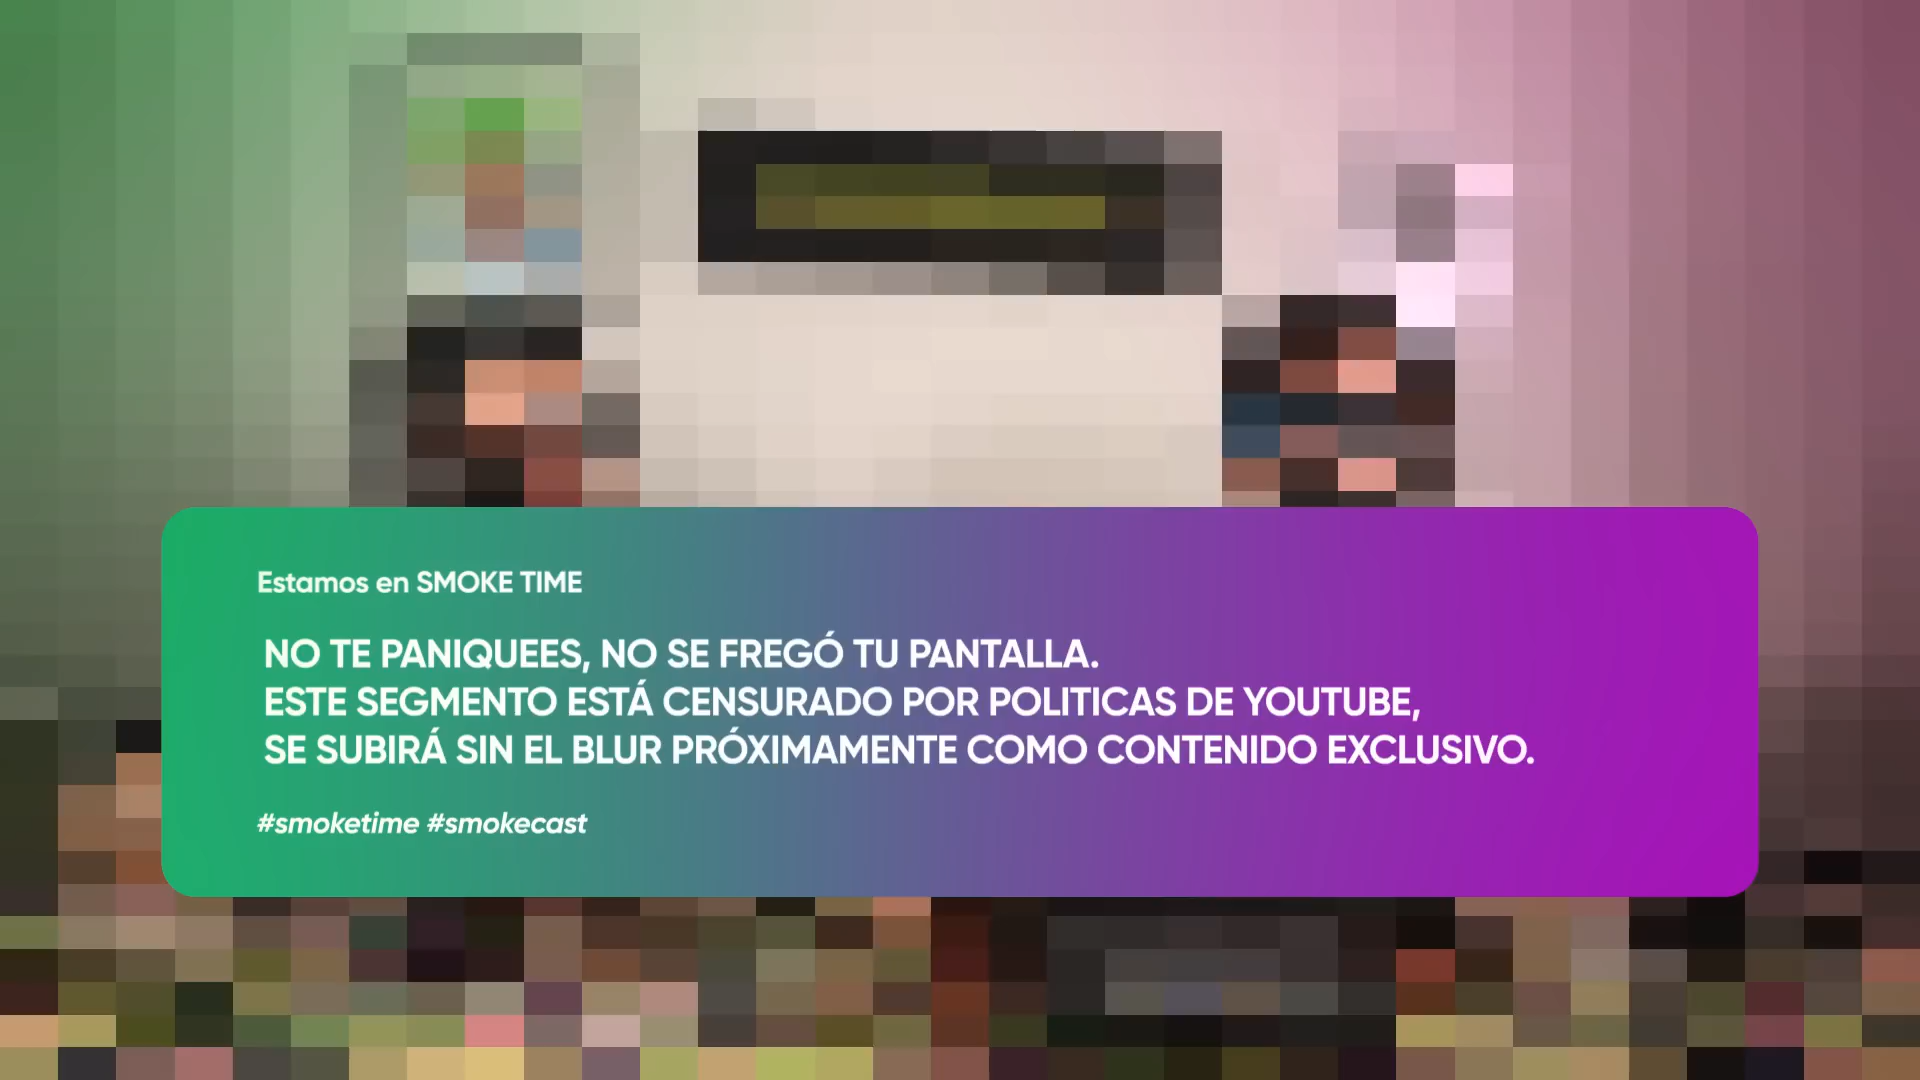 Estamos en SMOKE TIME
NO TE PANIQUEES, NO SE FREGÓ TU PANTALLA.
ESTE SEGMENTO ESTÁ CENSURADO POR POLITICAS DE YOUTUBE,
SE SUBIRÁ SIN EL BLUR PRÓXIMAMENTE COMO CONTENIDO EXCLUSIVO.
#smoketime #smokecast